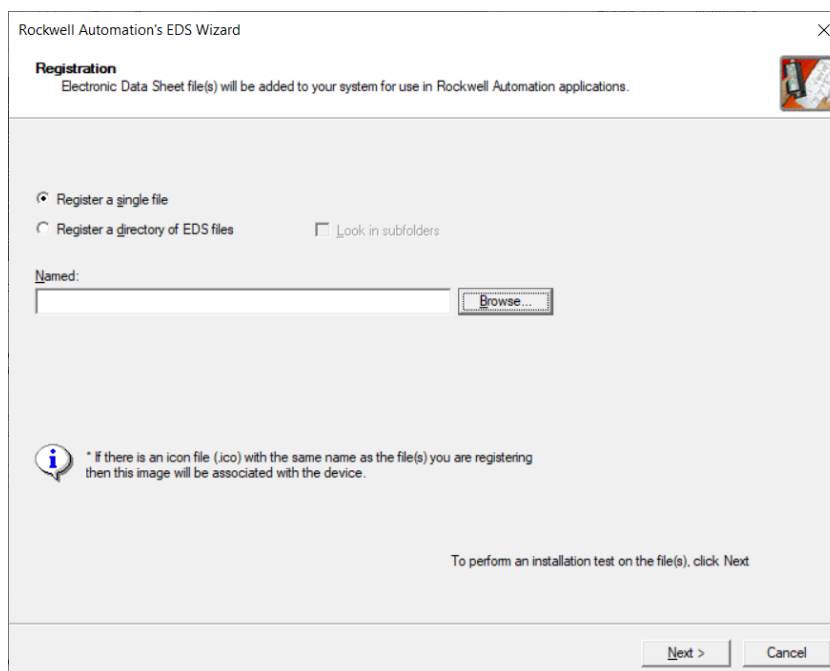 Rockwell Automation's EDS Wizard
Registration
Electronic Data Sheet file(s) will be added to your system for use in Rockwell Automation applications.
Register a single file
Register a directory of EDS files
Look in subfolders
Named:
Browse...
* If there is an icon file (.ico) with the same name as the file(s) you are registering
then this image will be associated with the device.
To perform an installation test on the file(s), click Next
Next >
Cancel